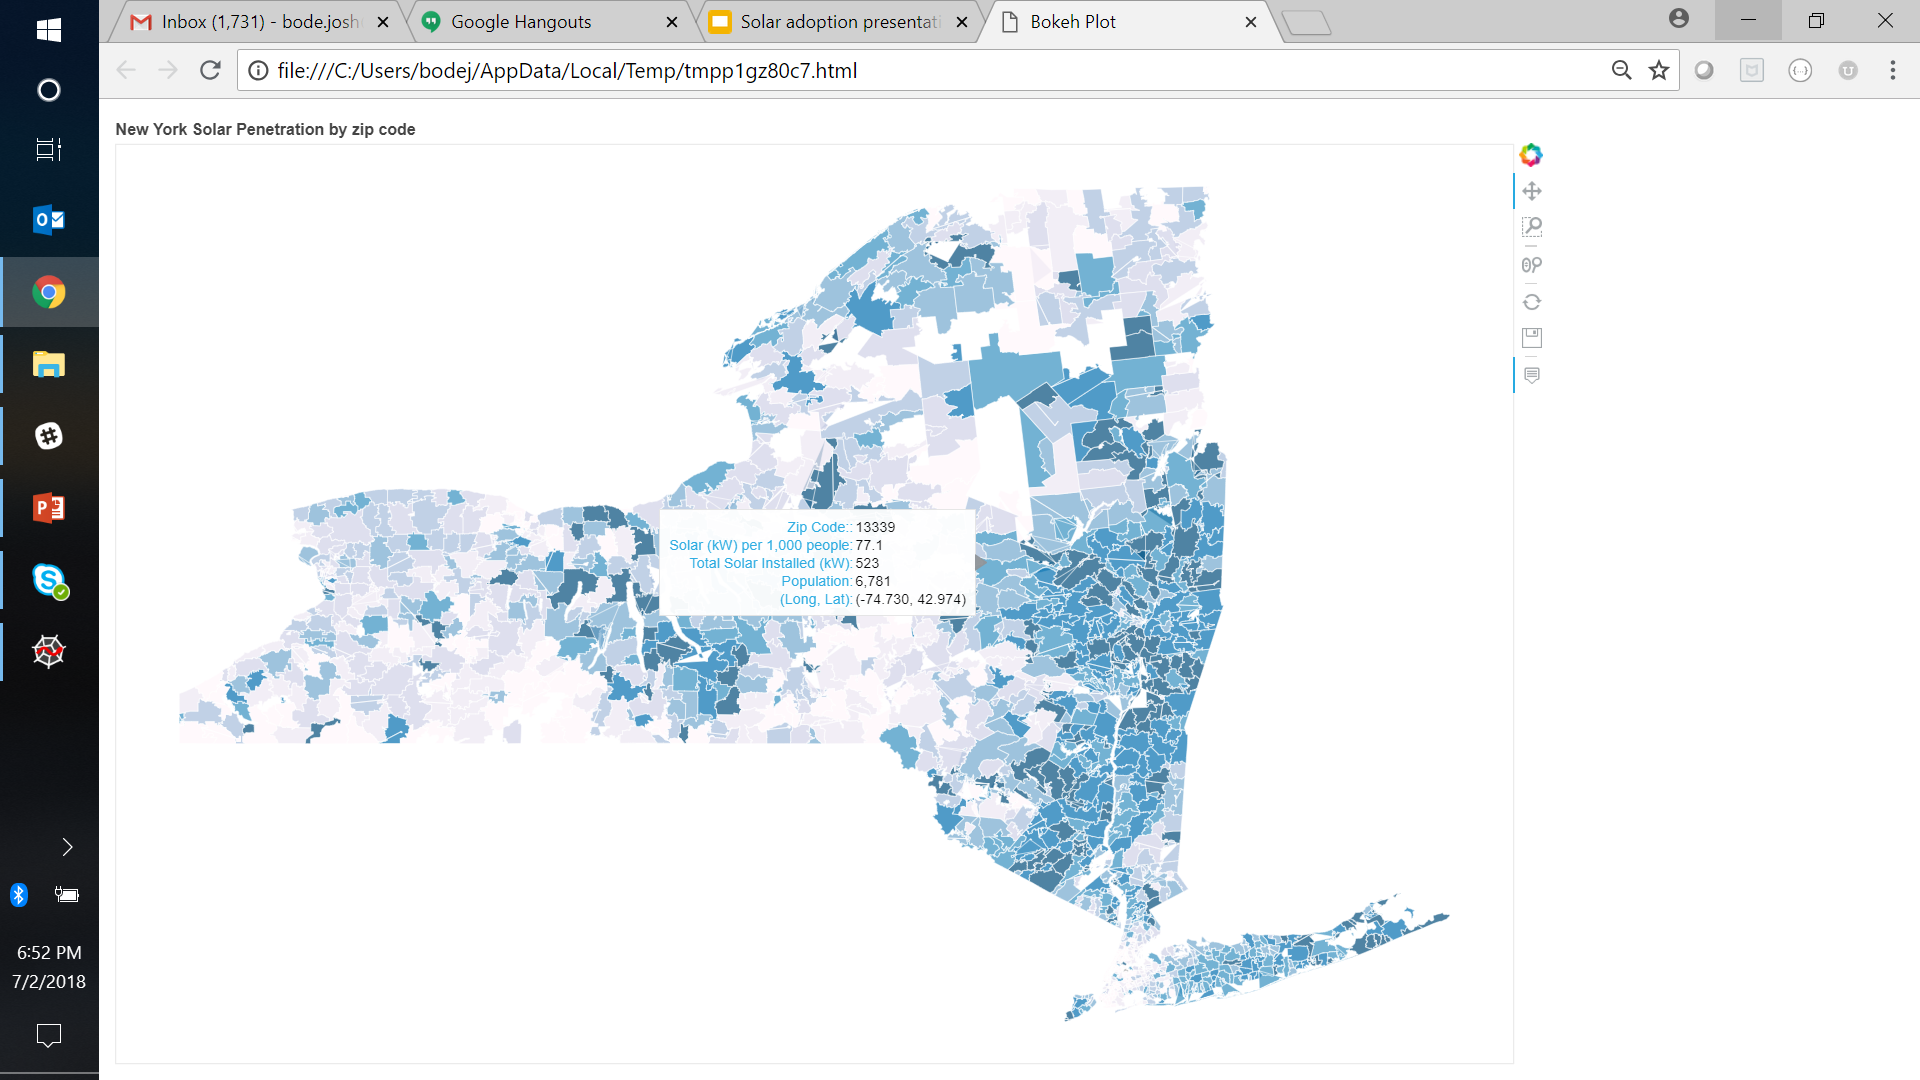 Inbox (1,731) - bode.josh
Google Hangouts
Solar adoption presentati
Bokeh Plot
file:///C:/Users/bodej/AppData/Local/Temp/tmpp1gz80c7.html
New York Solar Penetration by zip code
Zip Code:: 13339
Solar (kW) per 1,000 people: 77.1
Total Solar Installed (kW): 523
Population: 6,781
(Long, Lat): (-74.730, 42.974)
6:52 PM
7/2/2018